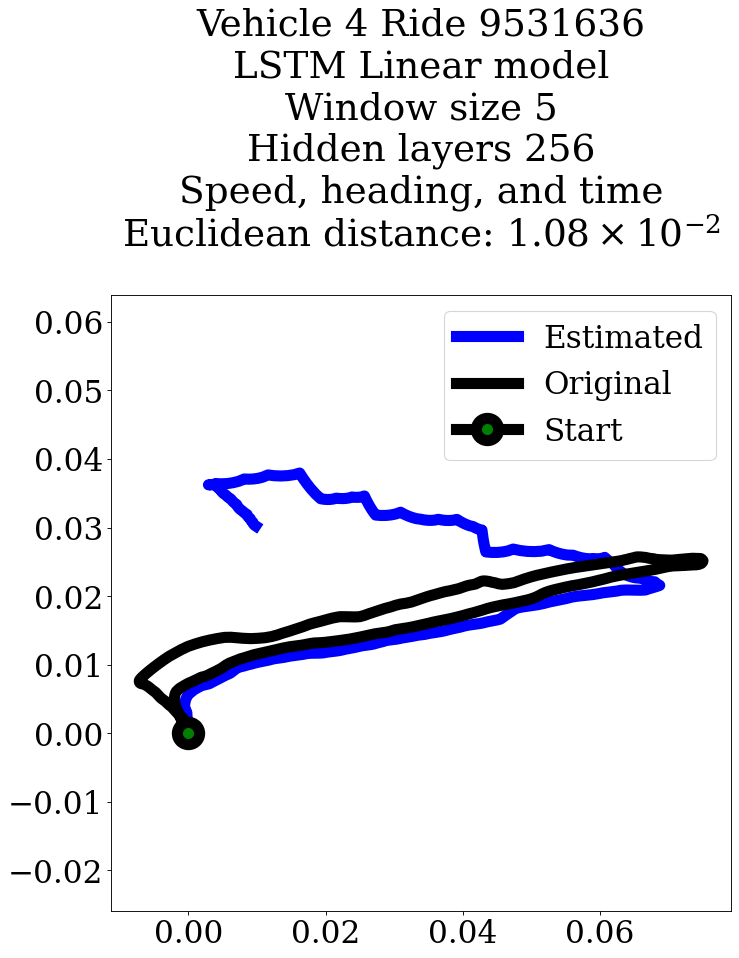 Vehicle 4 Ride 9531636
LSTM Linear model
Window size 5
Hidden layers 256
Speed, heading, and time
Euclidean distance: 1.08 × 10⁻²
Estimated
Original
Start
0.06
0.05
0.04
0.03
0.02
0.01
0.00
−0.01
−0.02
0.00 0.02 0.04 0.06